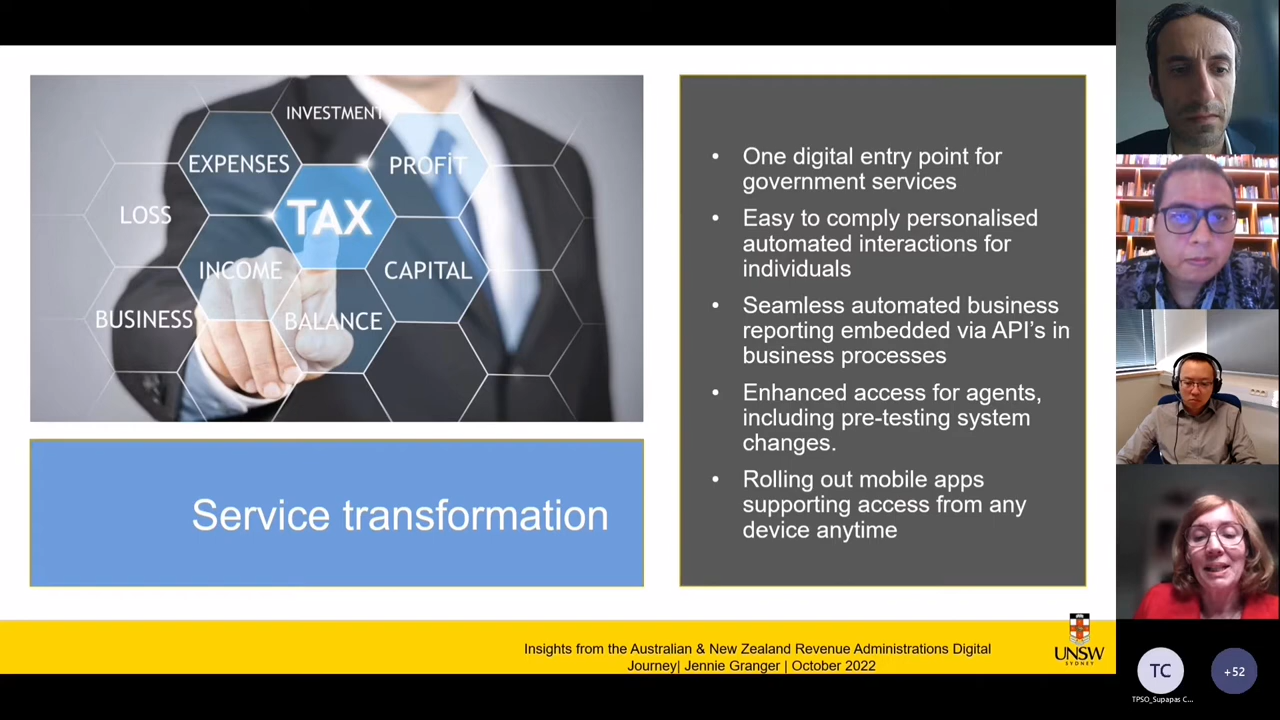 INVESTMENT
EXPENSES
PROFİT
LOSS
TAX
INCOME
CAPITAL
BUSINESS
BALANCE
Service transformation
• One digital entry point for
government services
• Easy to comply personalised
automated interactions for
individuals
• Seamless automated business
reporting embedded via API's in
business processes
• Enhanced access for agents,
including pre-testing system
changes.
• Rolling out mobile apps
supporting access from any
device anytime
Insights from the Australian & New Zealand Revenue Administrations Digital
Journey| Jennie Granger | October 2022
UNSW
SYDNEY
TC
+52
TPSO_Supapas C...